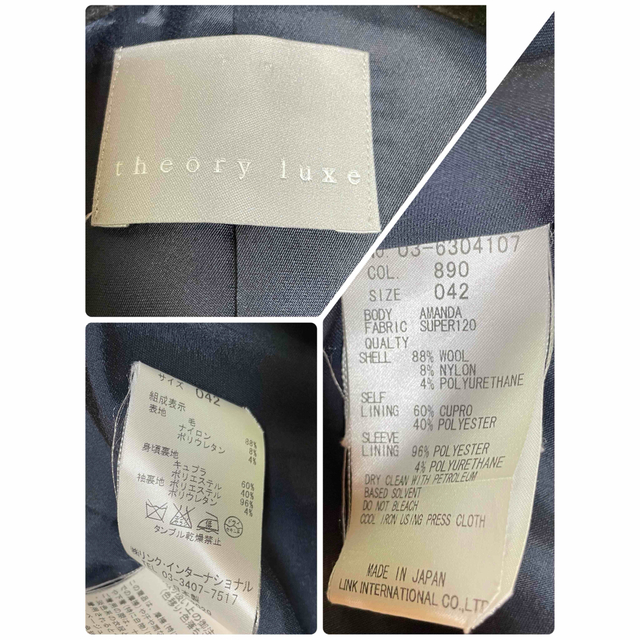 theory luxe
サイズ 042
組成表示
表地
毛 88%
ナイロン 8%
ポリウレタン 4%
身頃裏地
キュプラ 60%
ポリエステル 40%
袖裏地 ポリエステル 96%
ポリウレタン 4%
タンブル乾燥禁止
㈱リンク・インターナショナル
03-3407-7517
NO. 03-6304107
COL. 890
SIZE 042
BODY AMANDA
FABRIC SUPER120
QUALTY
SHELL 88% WOOL
8% NYLON
4% POLYURETHANE
SELF
LINING 60% CUPRO
40% POLYESTER
SLEEVE
LINING 96% POLYESTER
4% POLYURETHANE
DRY CLEAN WITH PETROLEUM
BASED SOLVENT
DO NOT BLEACH
COOL IRON USING PRESS CLOTH
MADE IN JAPAN
LINK INTERNATIONAL CO.,LTD